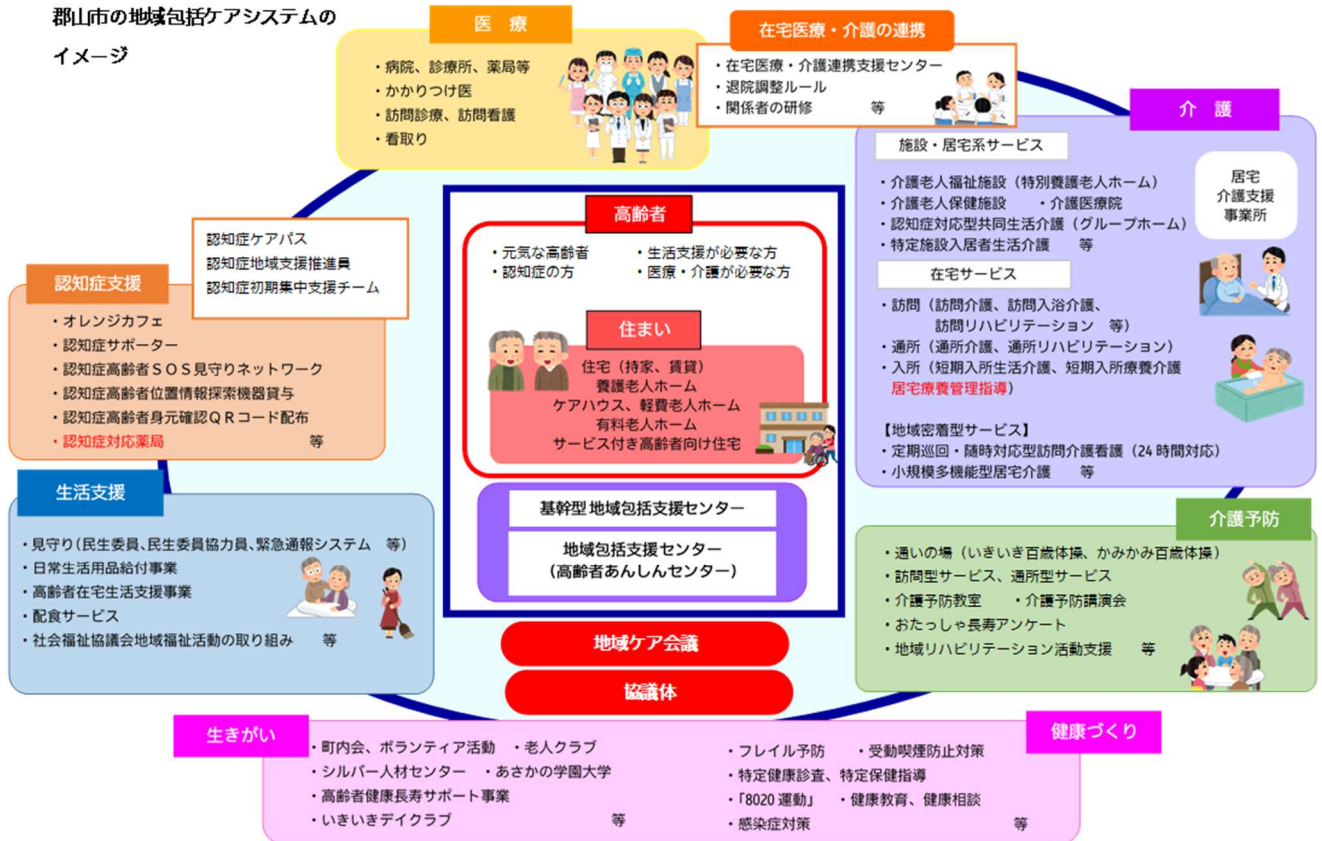 郡山市の地域包括ケアシステムの
イメージ
医 療
・病院、診療所、薬局等
・かかりつけ医
・訪問診療、訪問看護
・看取り
在宅医療・介護の連携
・在宅医療・介護連携支援センター
・退院調整ルール
・関係者の研修 等
介 護
施設・居宅系サービス
・介護老人福祉施設（特別養護老人ホーム）
・介護老人保健施設 ・介護医療院
・認知症対応型共同生活介護（グループホーム）
・特定施設入居者生活介護 等
居宅
介護支援
事業所
在宅サービス
・訪問（訪問介護、訪問入浴介護、
訪問リハビリテーション 等）
・通所（通所介護、通所リハビリテーション）
・入所（短期入所生活介護、短期入所療養介護
居宅療養管理指導）
【地域密着型サービス】
・定期巡回・随時対応型訪問介護看護（24時間対応）
・小規模多機能型居宅介護 等
高齢者
・元気な高齢者 ・生活支援が必要な方
・認知症の方 ・医療・介護が必要な方
住まい
住宅（持家、賃貸）
養護老人ホーム
ケアハウス、軽費老人ホーム
有料老人ホーム
サービス付き高齢者向け住宅
基幹型地域包括支援センター
地域包括支援センター
（高齢者あんしんセンター）
地域ケア会議
協議体
認知症ケアパス
認知症地域支援推進員
認知症初期集中支援チーム
認知症支援
・オレンジカフェ
・認知症サポーター
・認知症高齢者ＳＯＳ見守りネットワーク
・認知症高齢者位置情報探索機器貸与
・認知症高齢者身元確認ＱＲコード配布
・認知症対応薬局 等
生活支援
・見守り（民生委員、民生委員協力員、緊急通報システム 等）
・日常生活用品給付事業
・高齢者在宅生活支援事業
・配食サービス
・社会福祉協議会地域福祉活動の取り組み 等
介護予防
・通いの場（いきいき百歳体操、かみかみ百歳体操）
・訪問型サービス、通所型サービス
・介護予防教室 ・介護予防講演会
・おたっしゃ長寿アンケート
・地域リハビリテーション活動支援 等
生きがい
・町内会、ボランティア活動 ・老人クラブ
・シルバー人材センター ・あさかの学園大学
・高齢者健康長寿サポート事業
・いきいきデイクラブ 等
健康づくり
・フレイル予防 ・受動喫煙防止対策
・特定健康診査、特定保健指導
・「8020運動」 ・健康教育、健康相談
・感染症対策 等